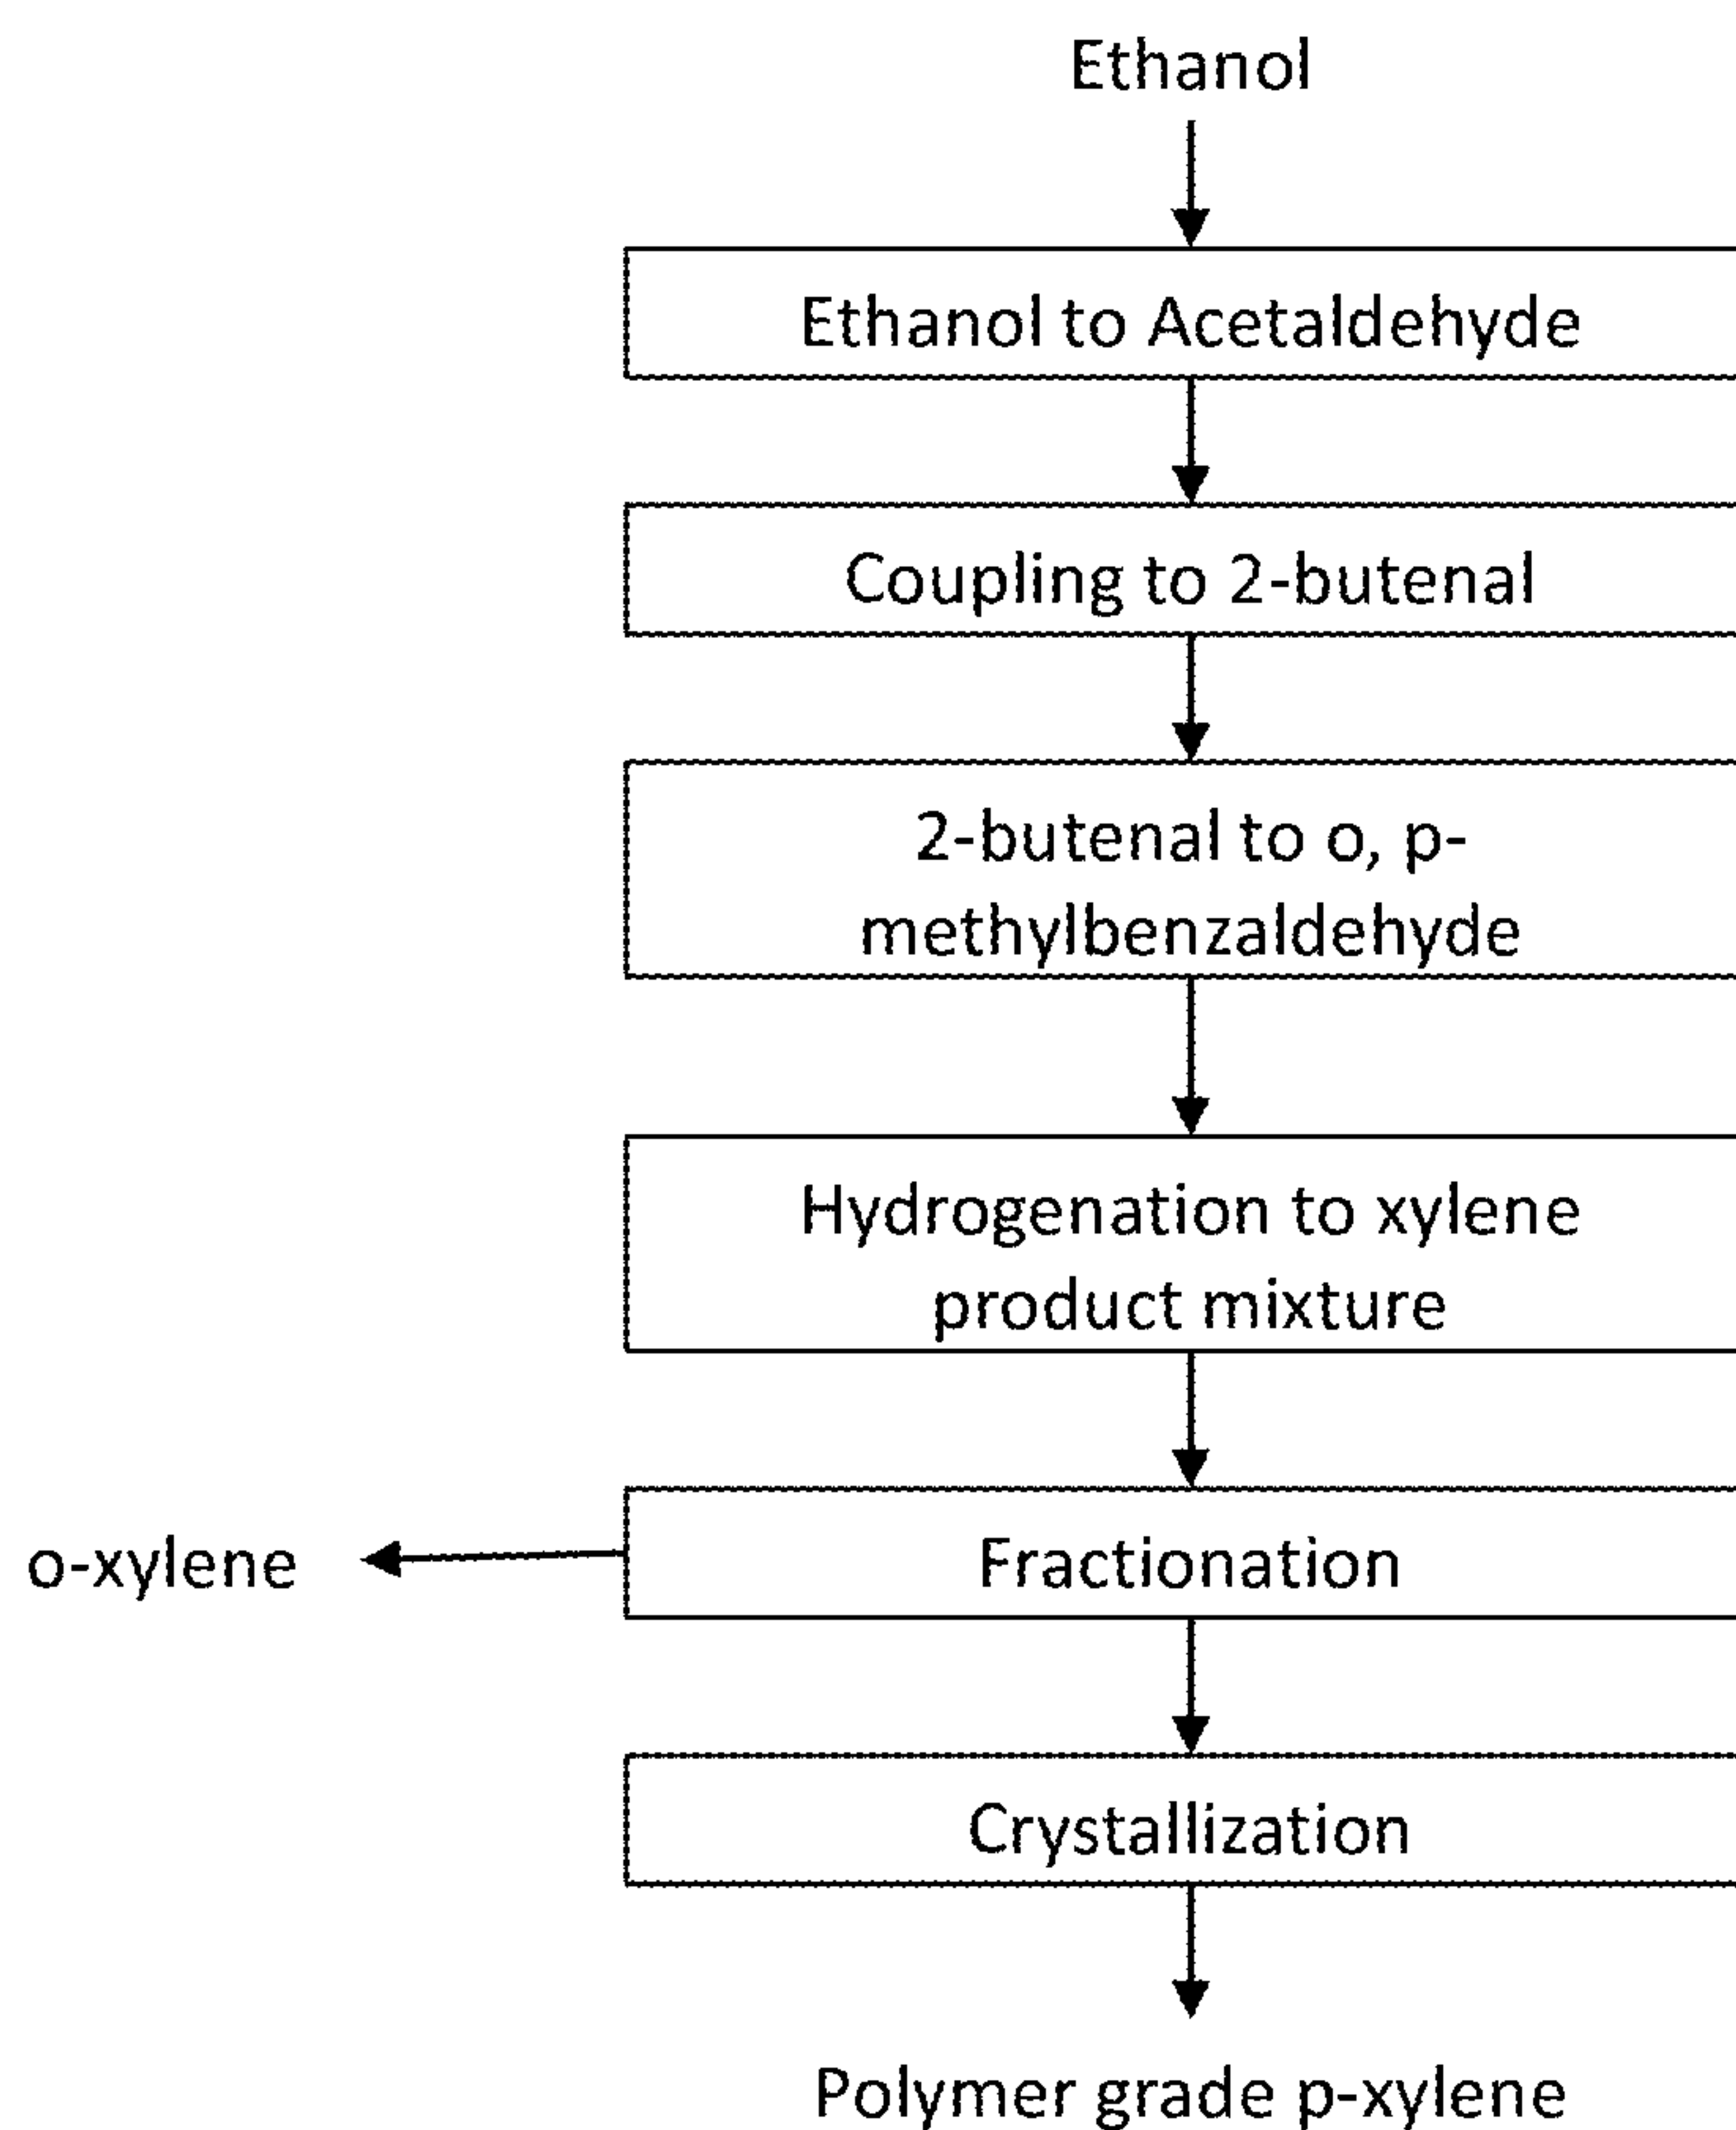 Ethanol
Ethanol to Acetaldehyde
Coupling to 2-butenal
2-butenal to o, p-
methylbenzaldehyde
Hydrogenation to xylene
product mixture
o-xylene
Fractionation
Crystallization
Polymer grade p-xylene